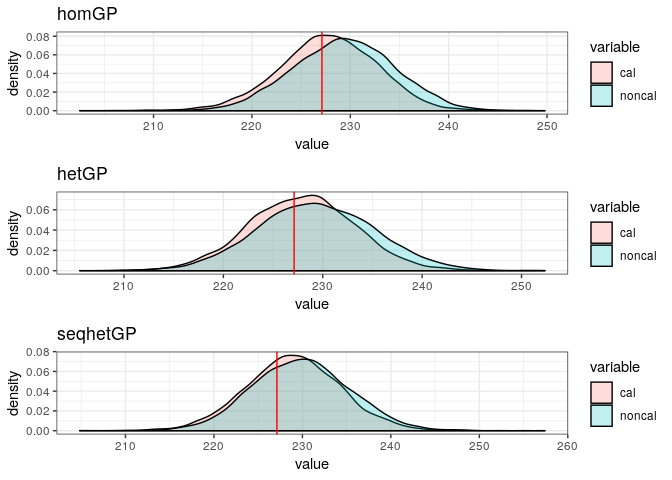 homGP
density
0.08
0.06
0.04
0.02
0.00
210 220 230 240 250
value
variable
cal
noncal
hetGP
density
0.06
0.04
0.02
0.00
210 220 230 240 250
value
variable
cal
noncal
seqhetGP
density
0.08
0.06
0.04
0.02
0.00
210 220 230 240 250 260
value
variable
cal
noncal